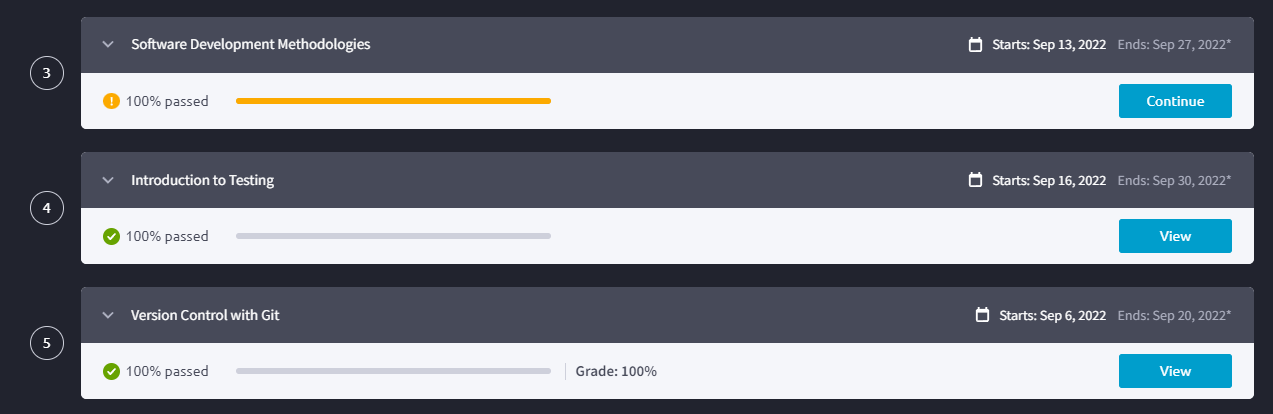 3
Software Development Methodologies
Starts: Sep 13, 2022 Ends: Sep 27, 2022*
100% passed
Continue
4
Introduction to Testing
Starts: Sep 16, 2022 Ends: Sep 30, 2022*
100% passed
View
5
Version Control with Git
Starts: Sep 6, 2022 Ends: Sep 20, 2022*
100% passed
Grade: 100%
View